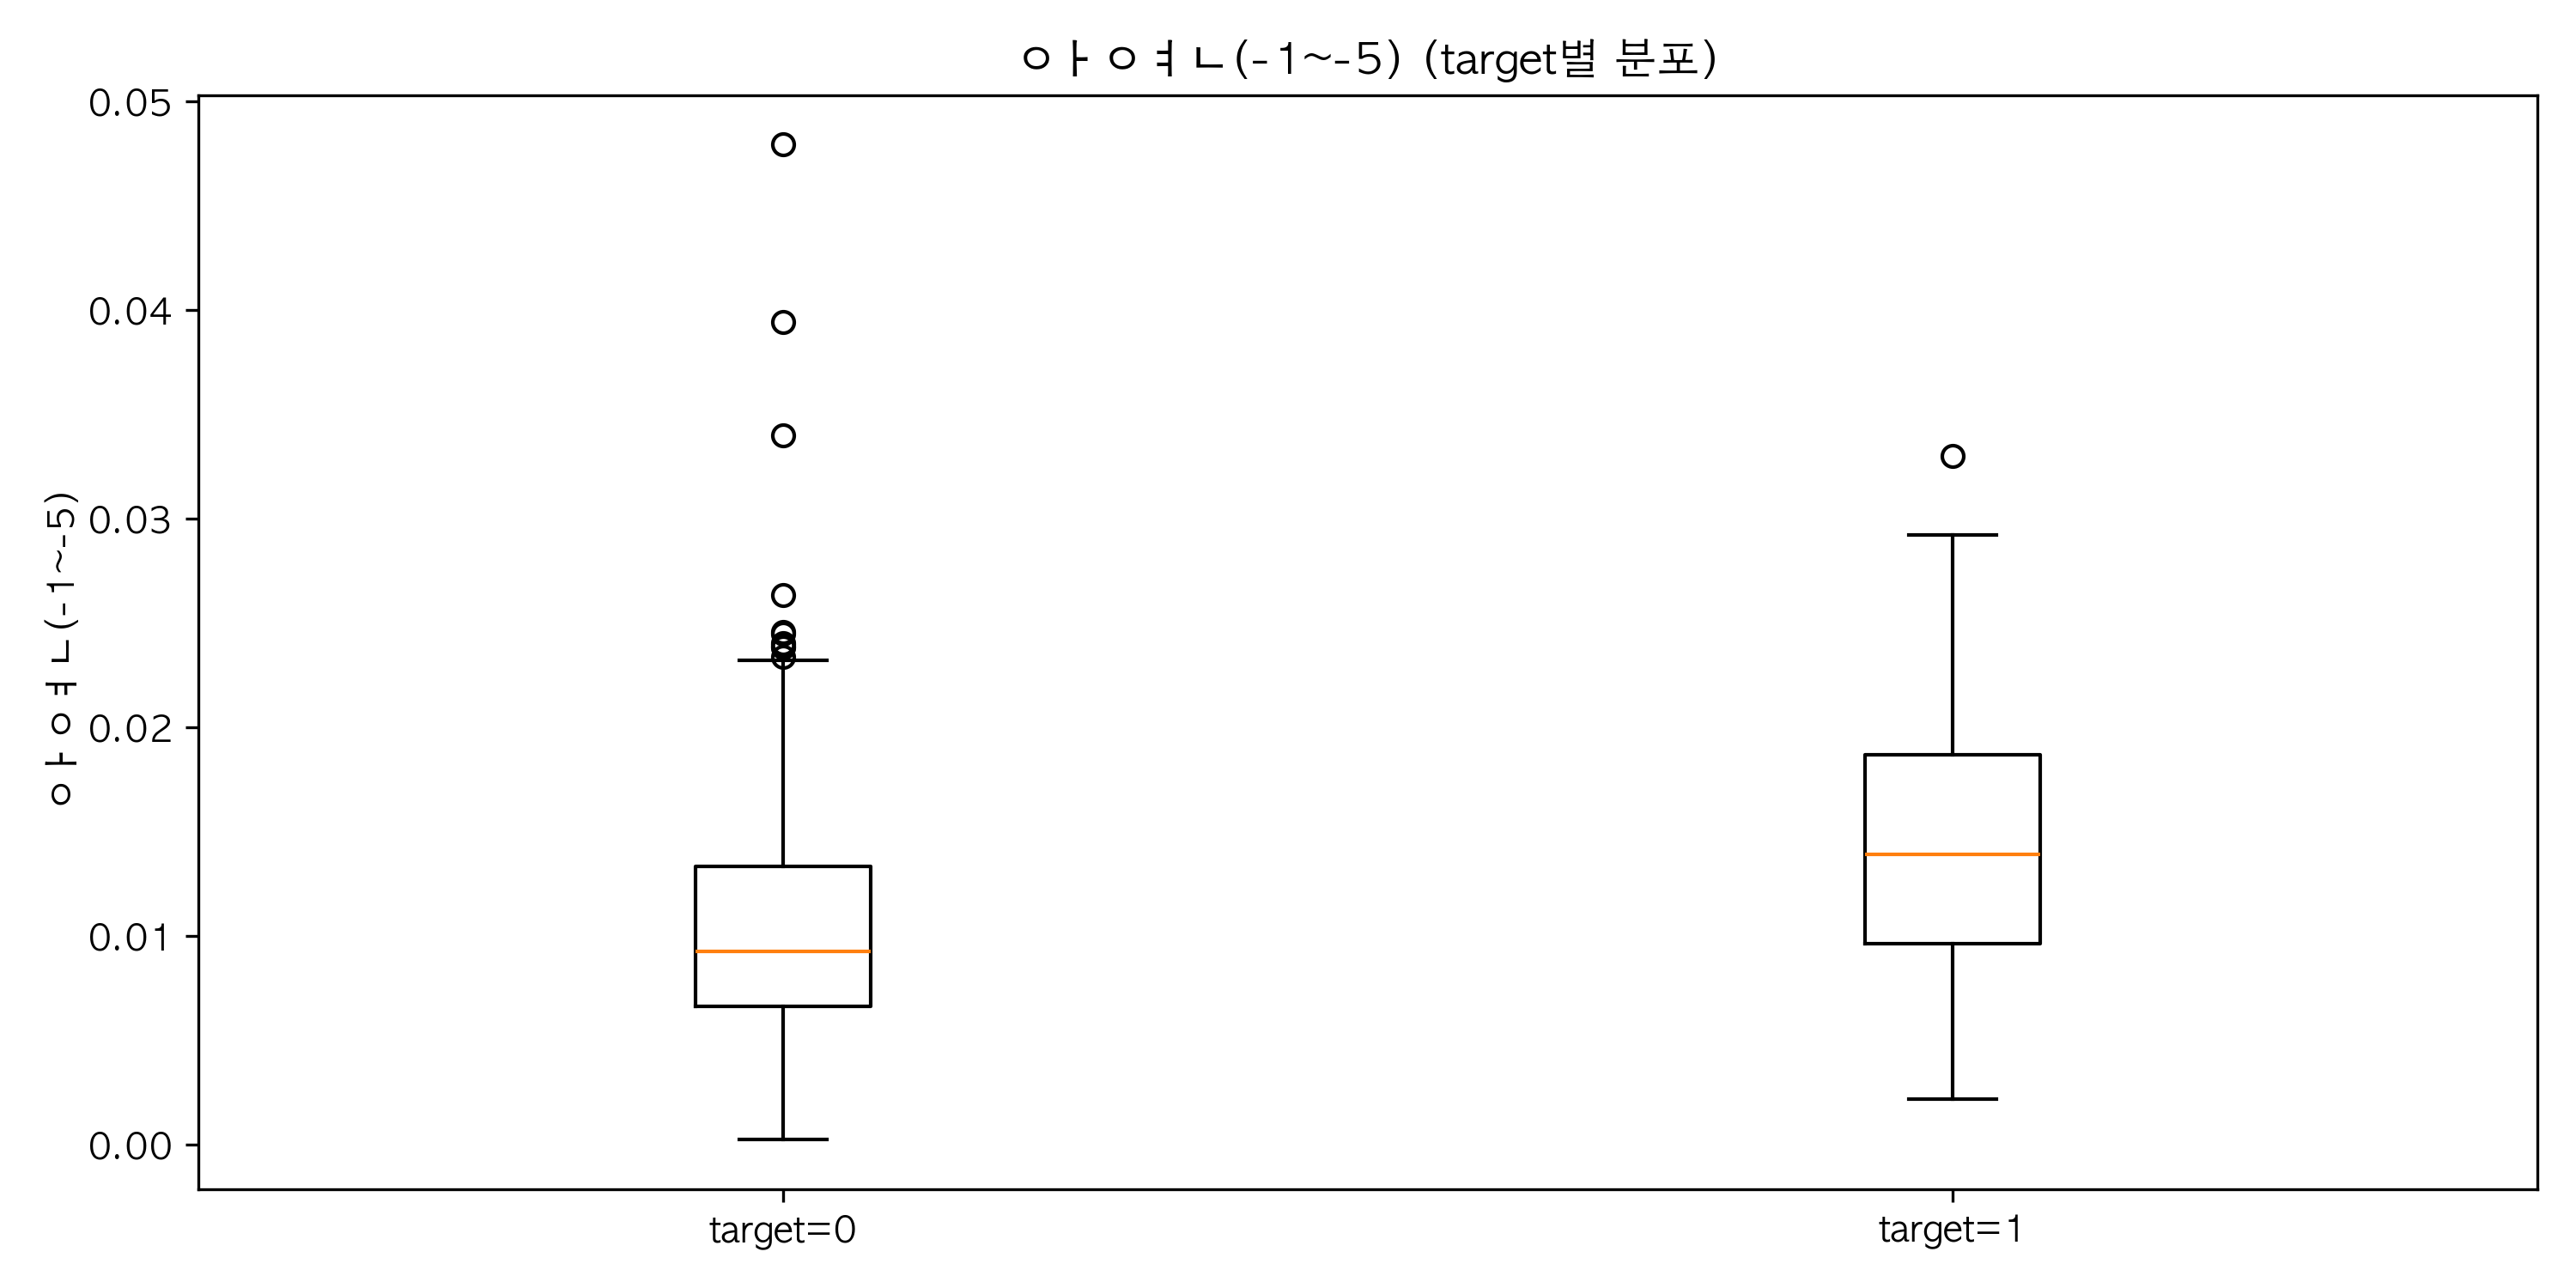 ㅇㅏㅇㅕㄴ(-1~-5) (target별 분포)
ㅇㅏㅇㅕㄴ(-1~-5)
0.05
0.04
0.03
0.02
0.01
0.00
target=0
target=1